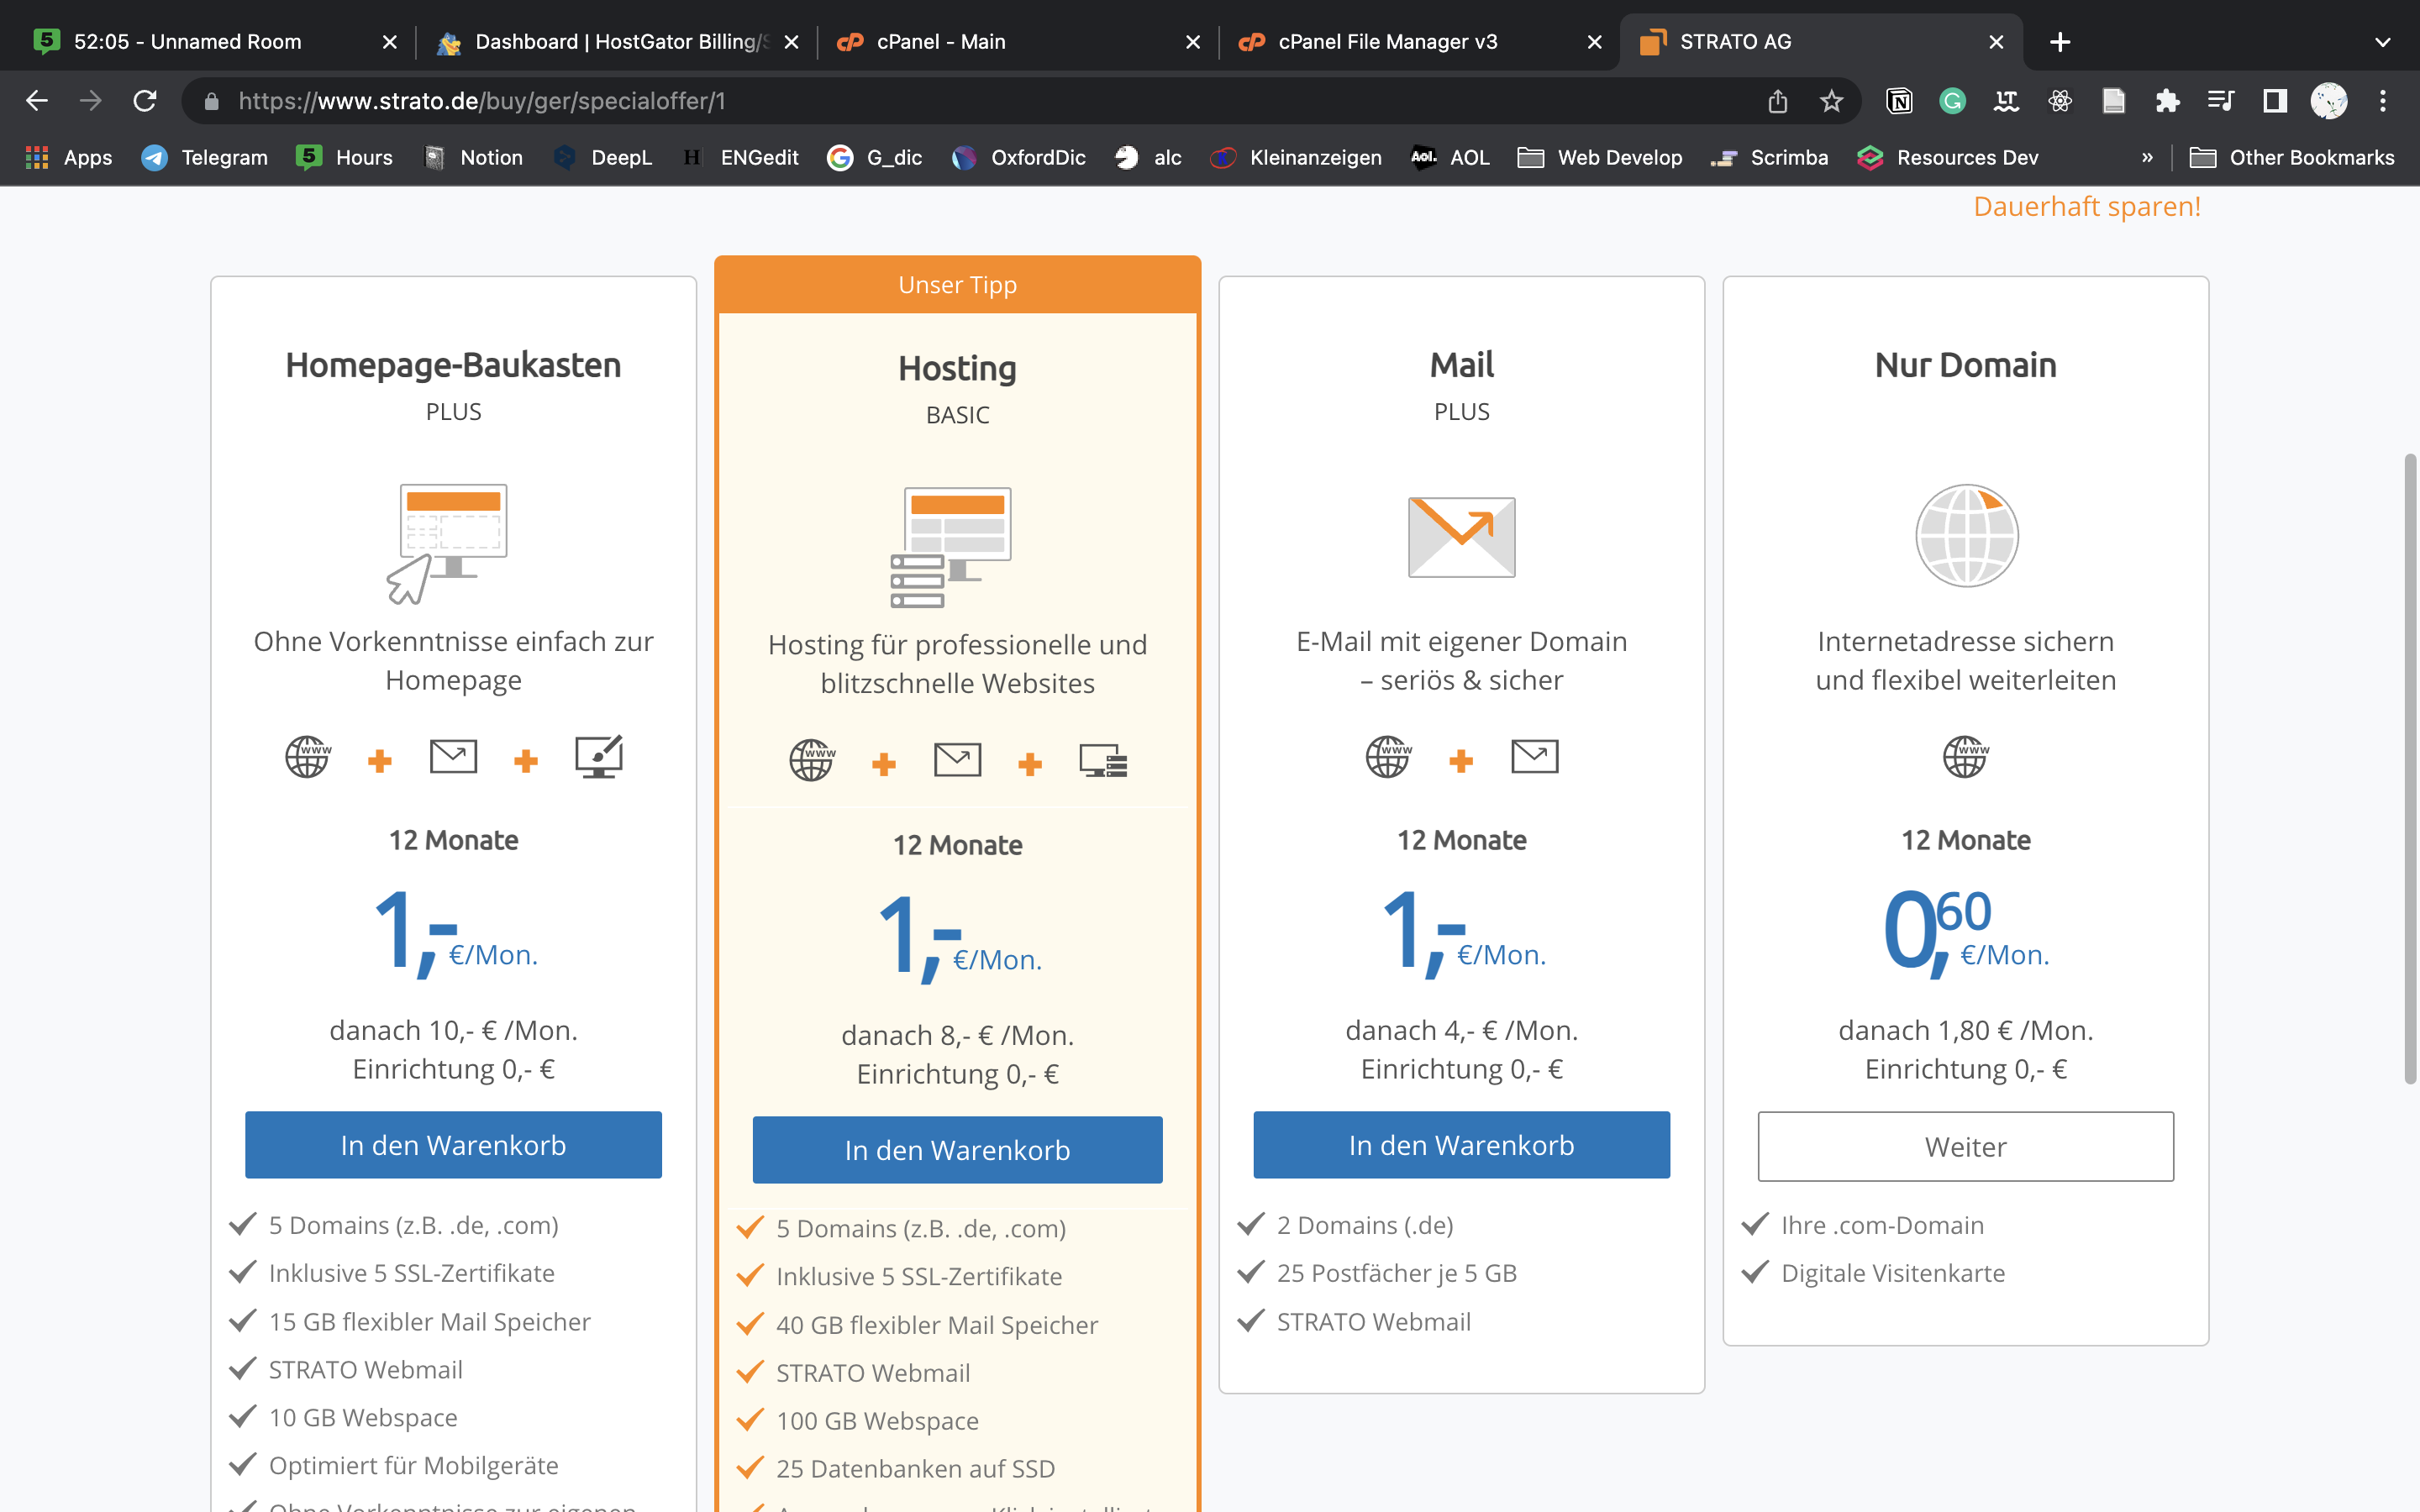 52:05 - Unnamed Room
Dashboard | HostGator Billing/S
cPanel - Main
cPanel File Manager v3
STRATO AG
https://www.strato.de/buy/ger/specialoffer/1
Apps
Telegram
Hours
Notion
DeepL
ENGedit
G_dic
OxfordDic
alc
Kleinanzeigen
AOL
Web Develop
Scrimba
Resources Dev
»
Other Bookmarks
Dauerhaft sparen!
Homepage-Baukasten
PLUS
Ohne Vorkenntnisse einfach zur
Homepage
www
12 Monate
1,- €/Mon.
danach 10,- € /Mon.
Einrichtung 0,- €
In den Warenkorb
5 Domains (z.B. .de, .com)
Inklusive 5 SSL-Zertifikate
15 GB flexibler Mail Speicher
STRATO Webmail
10 GB Webspace
Optimiert für Mobilgeräte
Ohne Vorkenntnisse zur eigenen
Unser Tipp
Hosting
BASIC
Hosting für professionelle und
blitzschnelle Websites
www
12 Monate
1,- €/Mon.
danach 8,- € /Mon.
Einrichtung 0,- €
In den Warenkorb
5 Domains (z.B. .de, .com)
Inklusive 5 SSL-Zertifikate
40 GB flexibler Mail Speicher
STRATO Webmail
100 GB Webspace
25 Datenbanken auf SSD
Mail
PLUS
E-Mail mit eigener Domain
– seriös & sicher
www
12 Monate
1,- €/Mon.
danach 4,- € /Mon.
Einrichtung 0,- €
In den Warenkorb
2 Domains (.de)
25 Postfächer je 5 GB
STRATO Webmail
Nur Domain
Internetadresse sichern
und flexibel weiterleiten
www
12 Monate
0,60 €/Mon.
danach 1,80 € /Mon.
Einrichtung 0,- €
Weiter
Ihre .com-Domain
Digitale Visitenkarte